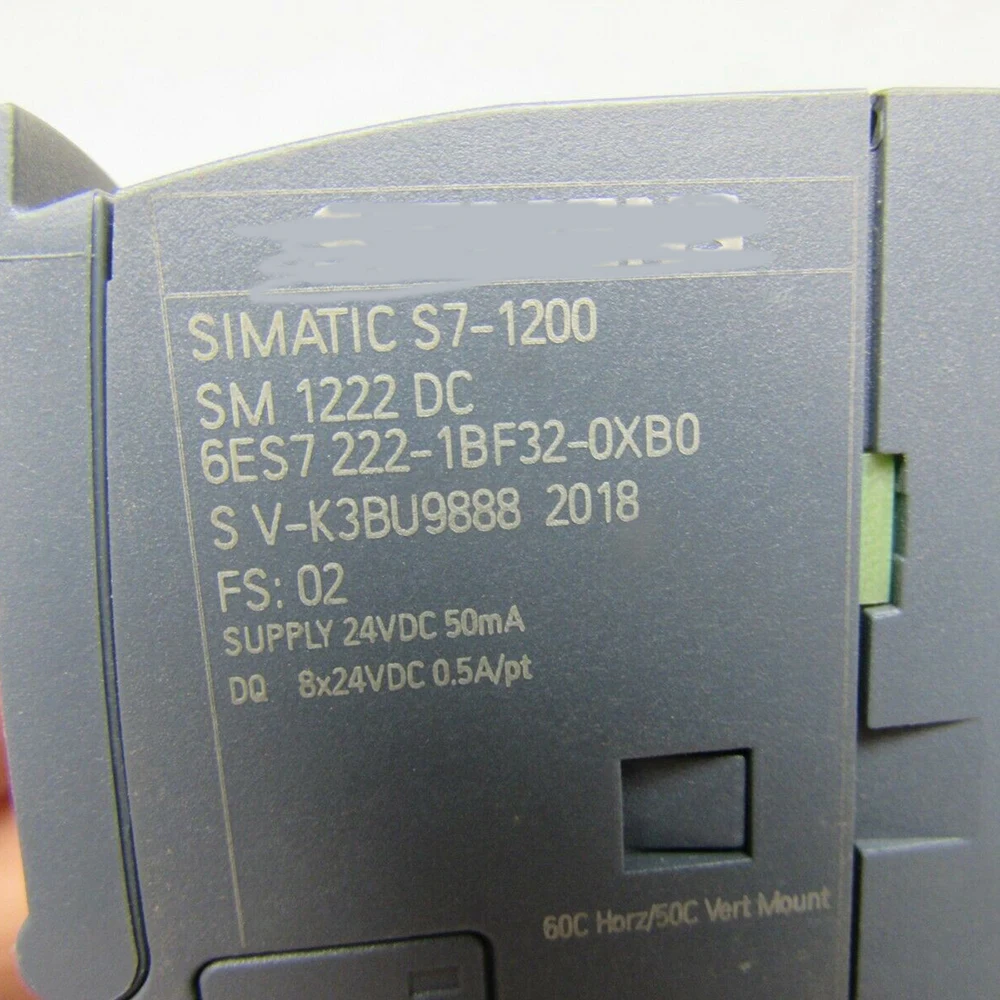 SIMATIC S7-1200
SM 1222 DC
6ES7 222-1BF32-0XB0
S V-K3BU9888 2018
FS: 02
SUPPLY 24VDC 50mA
DQ 8x24VDC 0.5A/pt
60C Horz/50C Vert Mount